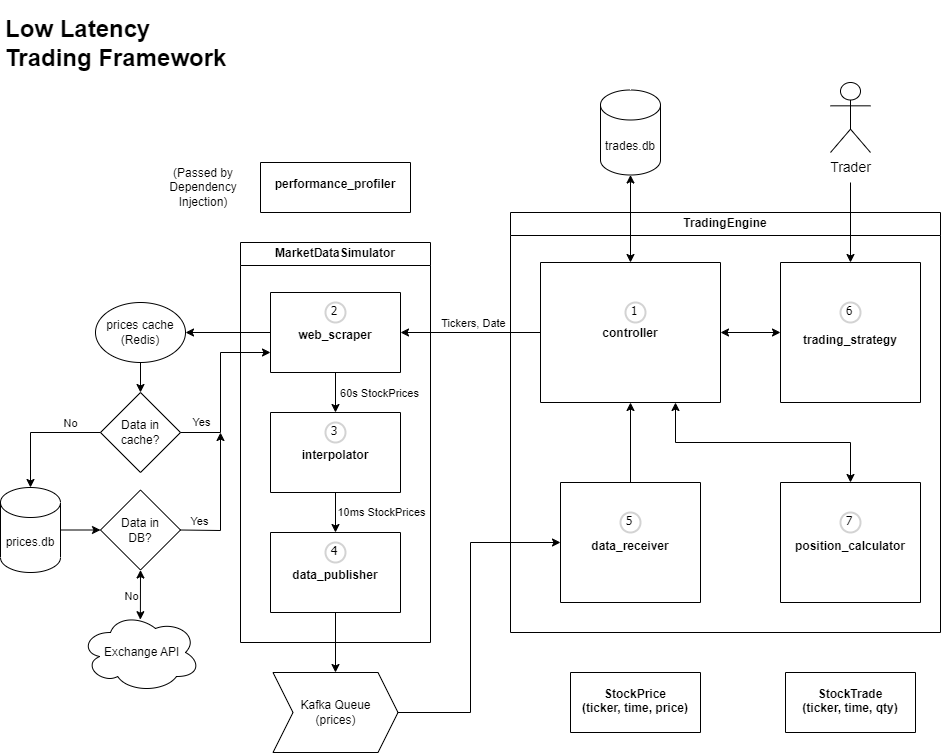 Low Latency
Trading Framework
trades.db
Trader
(Passed by
Dependency
Injection)
performance_profiler
TradingEngine
MarketDataSimulator
2
web_scraper
prices cache
(Redis)
Tickers, Date
1
controller
6
trading_strategy
60s StockPrices
No
Data in
cache?
Yes
3
interpolator
10ms StockPrices
prices.db
Data in
DB?
Yes
4
data_publisher
5
data_receiver
7
position_calculator
No
Exchange API
Kafka Queue
(prices)
StockPrice
(ticker, time, price)
StockTrade
(ticker, time, qty)